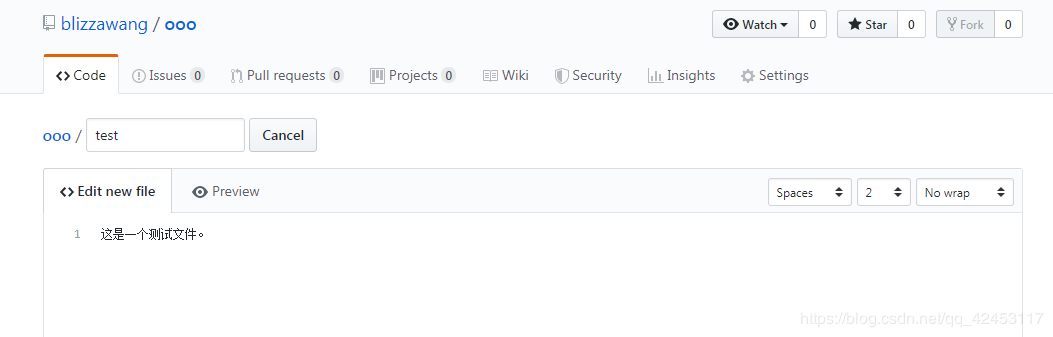 blizzawang / ooo
Watch 0 Star 0 Fork 0
Code Issues 0 Pull requests 0 Projects 0 Wiki Security Insights Settings
ooo / test Cancel
Edit new file Preview Spaces 2 No wrap
1 这是一个测试文件。
https://blog.csdn.net/qq_42453117